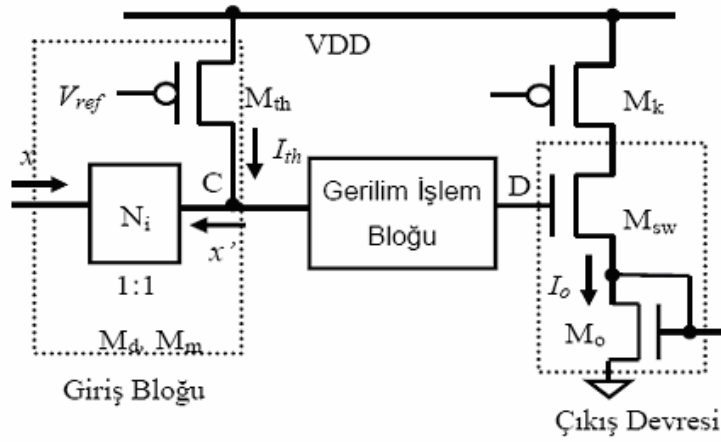 VDD
V_ref
M_th
M_k
x
I_th
C
N_i
Gerilim İşlem
Bloğu
D
M_sw
x'
1:1
I_o
M_o
M_d, M_m
Giriş Bloğu
Çıkış Devresi